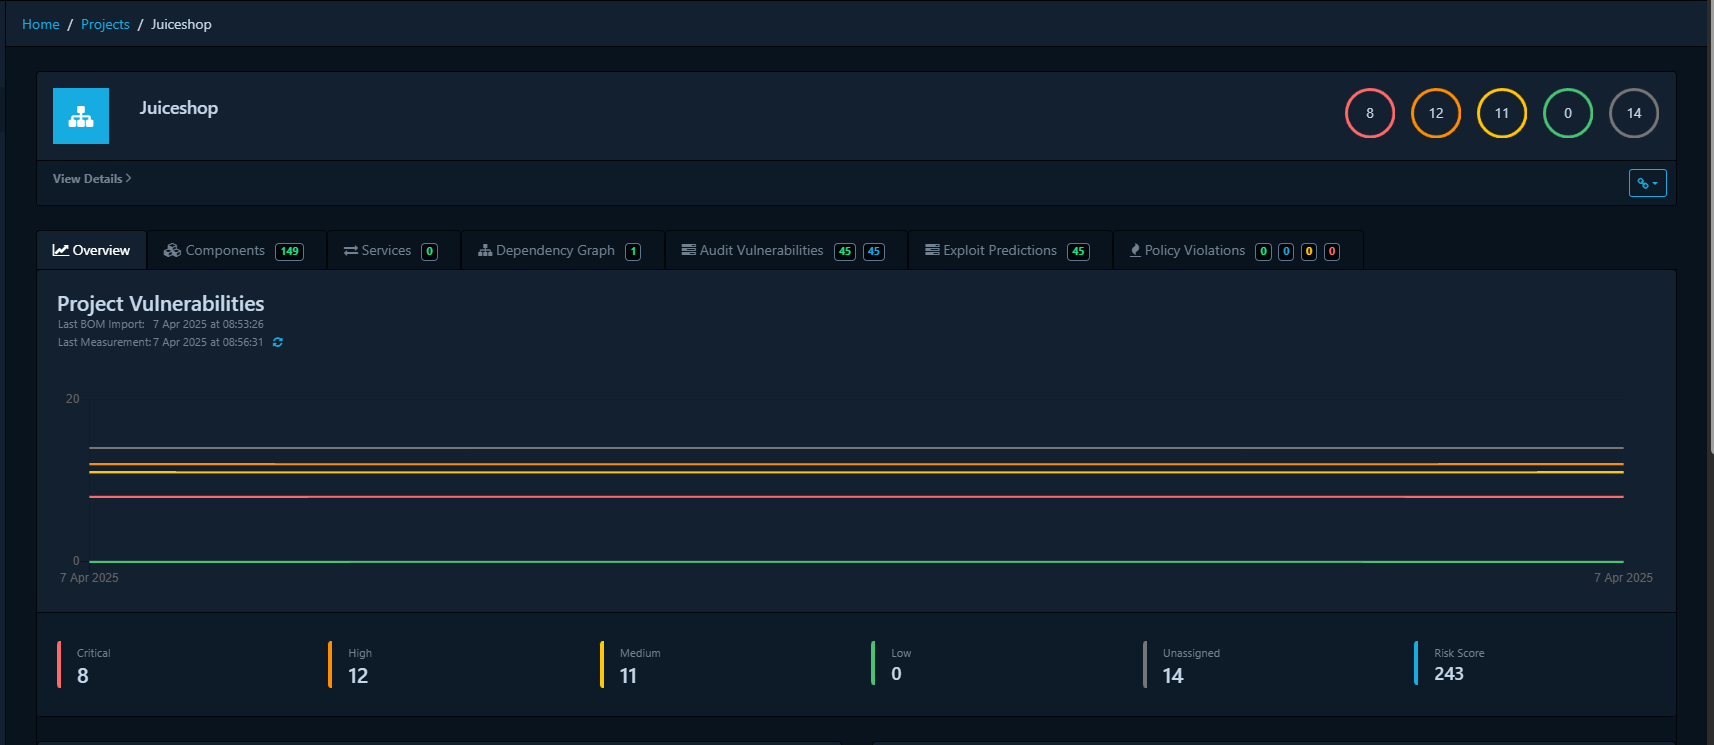 Home / Projects / Juiceshop
Juiceshop
8 12 11 0 14
View Details
Overview Components 149 Services 0 Dependency Graph 1 Audit Vulnerabilities 45 45 Exploit Predictions 45 Policy Violations 0 0 0 0
Project Vulnerabilities
Last BOM Import: 7 Apr 2025 at 08:53:26
Last Measurement: 7 Apr 2025 at 08:56:31
20
0
7 Apr 2025 7 Apr 2025
Critical High Medium Low Unassigned Risk Score
8 12 11 0 14 243